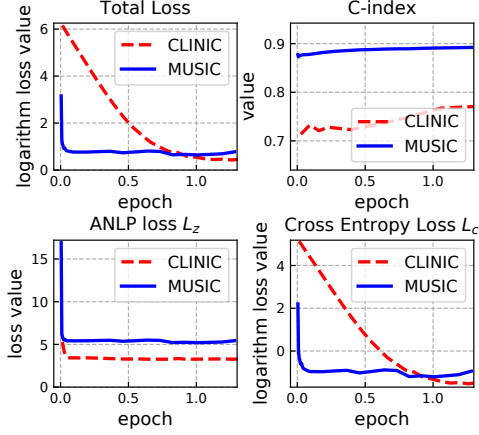 Total Loss
logarithm loss value
6
4
2
0
CLINIC
MUSIC
0.0 0.5 1.0
epoch
C-index
value
0.9
0.8
0.7
CLINIC
MUSIC
0.0 0.5 1.0
epoch
ANLP loss L_z
loss value
15
10
5
0
CLINIC
MUSIC
0.0 0.5 1.0
epoch
Cross Entropy Loss L_c
logarithm loss value
4
2
0
CLINIC
MUSIC
0.0 0.5 1.0
epoch